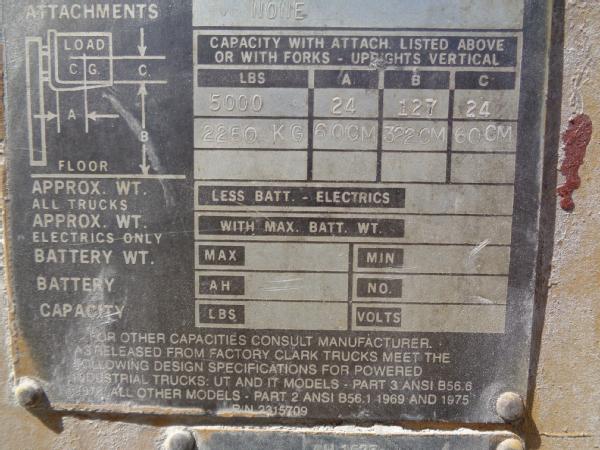 ATTACHMENTS NONE
CAPACITY WITH ATTACH. LISTED ABOVE
OR WITH FORKS - UPRIGHTS VERTICAL
LBS A B C
5000 24 127 24
2250 KG 60CM 322CM 60CM
LOAD
C.G.
C.
A
B
FLOOR
APPROX. WT.
ALL TRUCKS
LESS BATT. - ELECTRICS
APPROX. WT.
ELECTRICS ONLY
WITH MAX. BATT. WT.
BATTERY WT. MAX MIN
BATTERY AH NO.
CAPACITY LBS VOLTS
FOR OTHER CAPACITIES CONSULT MANUFACTURER.
AS RELEASED FROM FACTORY CLARK TRUCKS MEET THE
FOLLOWING DESIGN SPECIFICATIONS FOR POWERED
INDUSTRIAL TRUCKS: UT AND IT MODELS - PART 3 ANSI B56.6
ALL OTHER MODELS - PART 2 ANSI B56.1 1969 AND 1975
P/N 2315709